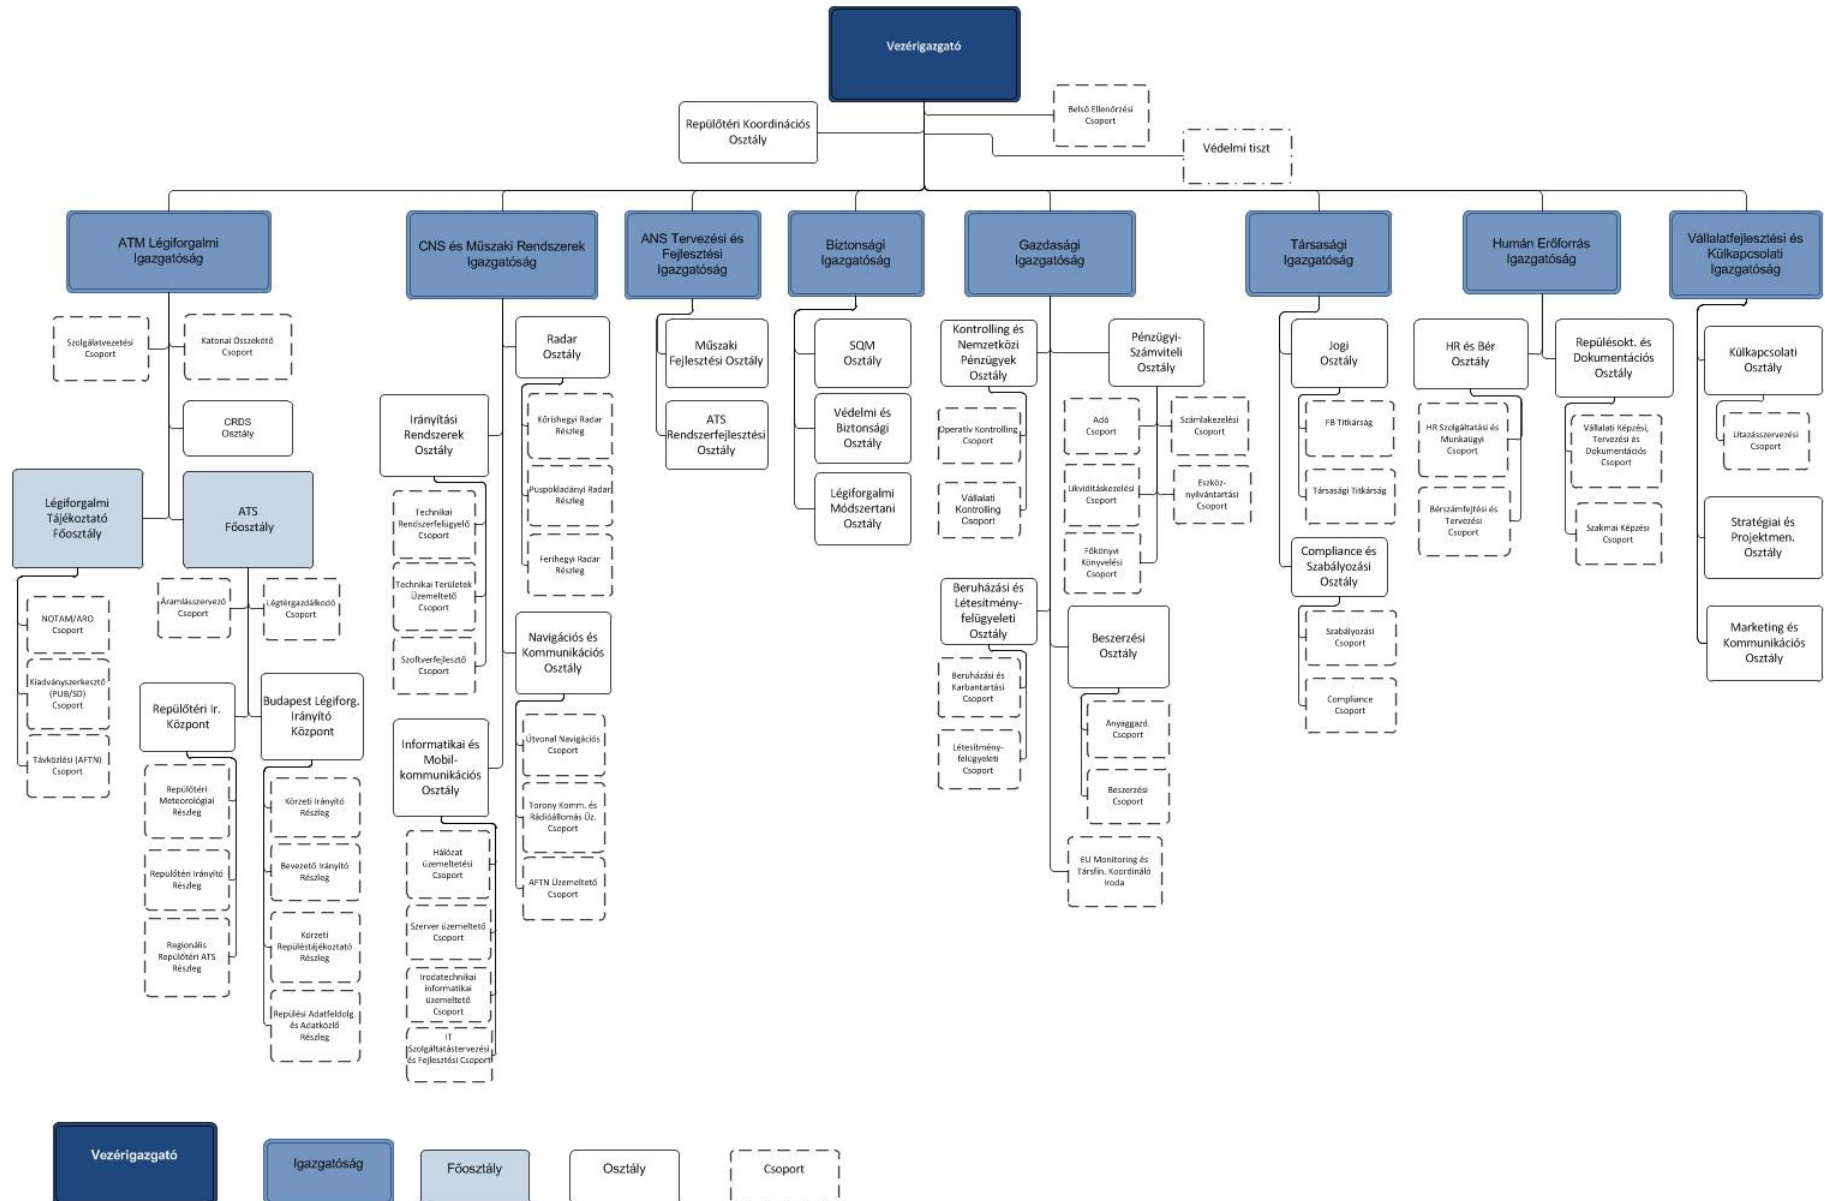 Vezérigazgató
Belső Ellenőrzési
Csoport
Repülőtéri Koordinációs
Osztály
Védelmi tiszt
ATM Légiforgalmi
Igazgatóság
CNS és Műszaki Rendszerek
Igazgatóság
ANS Tervezési és
Fejlesztési
Igazgatóság
Biztonsági
Igazgatóság
Gazdasági
Igazgatóság
Társasági
Igazgatóság
Humán Erőforrás
Igazgatóság
Vállalatfejlesztési és
Külkapcsolati
Igazgatóság
Szolgálatvezetési
Csoport
Katonai Összekötő
Csoport
CRDS
Osztály
Légiforgalmi
Tájékoztató
Főosztály
ATS
Főosztály
NOTAM/ARO
Csoport
Kiadványszerkesztő
(PUB/SD)
Csoport
Távközlési (AFTN)
Csoport
Áramlásszervező
Csoport
Légtérgazdálkodó
Csoport
Repülőtéri Ir.
Központ
Budapest Légiforg.
Irányító
Központ
Repülőtéri
Meteorológiai
Részleg
Repülőtéri Irányító
Részleg
Regionális
Repülőtéri ATS
Részleg
Körzeti Irányító
Részleg
Bevezető Irányító
Részleg
Körzeti
Repüléstájékoztató
Részleg
Repülési Adatfeldolg.
és Adatközlő
Részleg
Radar
Osztály
Kőrishegyi Radar
Részleg
Püspökladányi Radar
Részleg
Ferihegyi Radar
Részleg
Irányítási
Rendszerek
Osztály
Technikai
Rendszerfelügyelő
Csoport
Technikai Területek
Üzemeltető
Csoport
Szoftverfejlesztő
Csoport
Navigációs és
Kommunikációs
Osztály
Útvonal Navigációs
Csoport
Torony Komm. és
Rádióállomás Üz.
Csoport
AFTN Üzemeltető
Csoport
Informatikai és
Mobil-
kommunikációs
Osztály
Hálózat
üzemeltetési
Csoport
Szerver üzemeltető
Csoport
Irodatechnikai
informatikai
üzemeltető
Csoport
IT
Szolgáltatástervezési
és Fejlesztési Csoport
Műszaki
Fejlesztési Osztály
ATS
Rendszerfejlesztési
Osztály
SQM
Osztály
Védelmi és
Biztonsági
Osztály
Légiforgalmi
Módszertani
Osztály
Kontrolling és
Nemzetközi
Pénzügyek
Osztály
Operatív Kontrolling
Csoport
Vállalati
Kontrolling
Csoport
Pénzügyi-
Számviteli
Osztály
Adó
Csoport
Számlakezelési
Csoport
Likviditáskezelési
Csoport
Eszköz-
nyilvántartási
Csoport
Főkönyvi
Könyvelési
Csoport
Beruházási és
Létesítmény-
felügyeleti
Osztály
Beruházási és
Karbantartási
Csoport
Létesítmény-
felügyeleti
Csoport
Beszerzési
Osztály
Anyaggazd.
Csoport
Beszerzési
Csoport
EU Monitoring és
Társfin. Koordináló
Iroda
Jogi
Osztály
FB Titkárság
Társasági Titkárság
Compliance és
Szabályozási
Osztály
Szabályozási
Csoport
Compliance
Csoport
HR és Bér
Osztály
HR Szolgáltatási és
Munkaügyi
Csoport
Bérszámfejtési és
Tervezési
Csoport
Repülésokt. és
Dokumentációs
Osztály
Vállalati Képzési,
Tervezési és
Dokumentációs
Csoport
Szakmai Képzési
Csoport
Külkapcsolati
Osztály
Utazásszervezési
Csoport
Stratégiai és
Projektmen.
Osztály
Marketing és
Kommunikációs
Osztály
Vezérigazgató
Igazgatóság
Főosztály
Osztály
Csoport